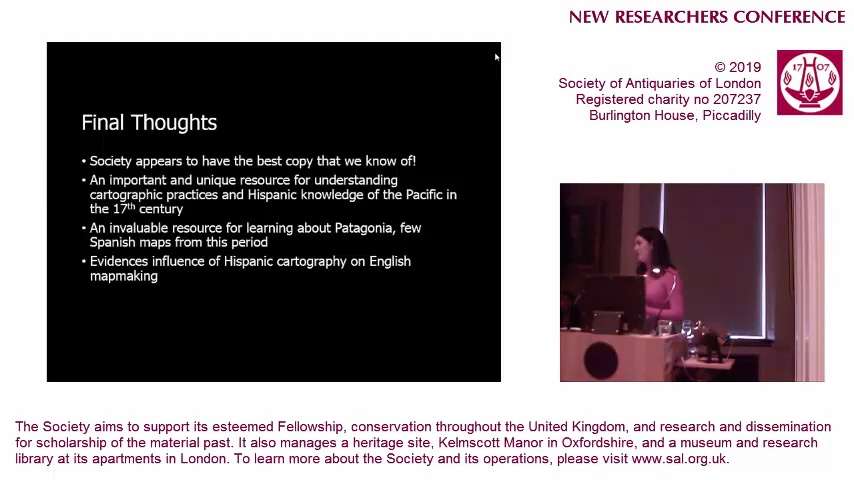 NEW RESEARCHERS CONFERENCE
© 2019
Society of Antiquaries of London
Registered charity no 207237
Burlington House, Piccadilly
17 07
Final Thoughts
• Society appears to have the best copy that we know of!
• An important and unique resource for understanding
cartographic practices and Hispanic knowledge of the Pacific in
the 17th century
• An invaluable resource for learning about Patagonia, few
Spanish maps from this period
• Evidences influence of Hispanic cartography on English
mapmaking
The Society aims to support its esteemed Fellowship, conservation throughout the United Kingdom, and research and dissemination
for scholarship of the material past. It also manages a heritage site, Kelmscott Manor in Oxfordshire, and a museum and research
library at its apartments in London. To learn more about the Society and its operations, please visit www.sal.org.uk.